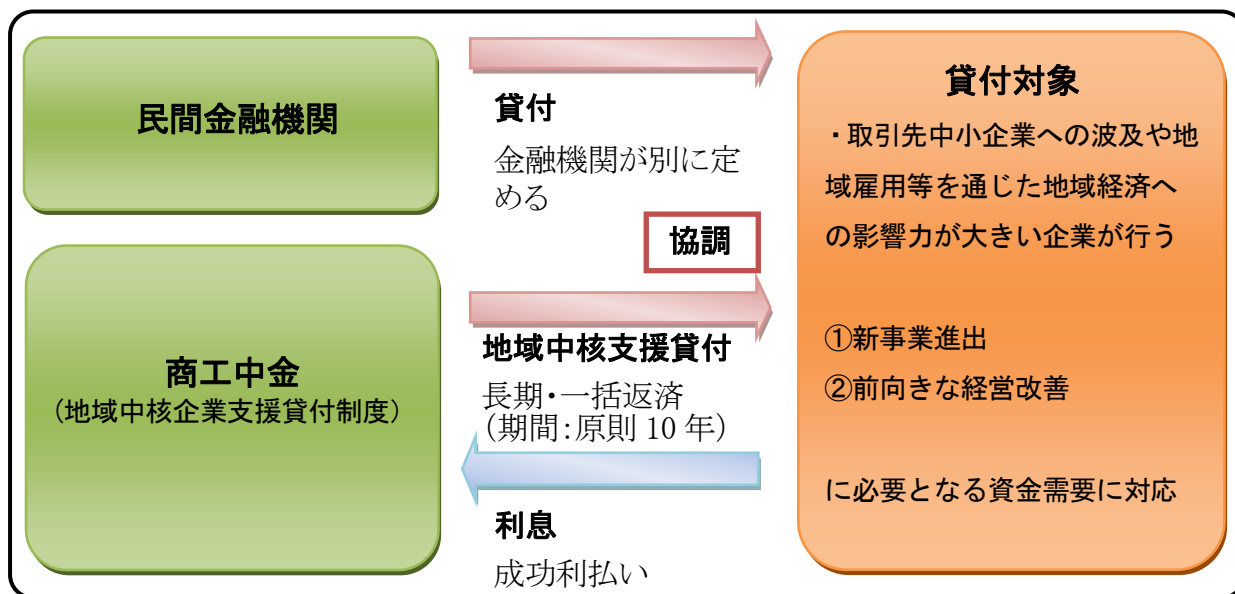 民間金融機関
貸付
金融機関が別に定
める
協調
商工中金
（地域中核企業支援貸付制度）
地域中核支援貸付
長期・一括返済
（期間：原則 10 年）
利息
成功利払い
貸付対象
・取引先中小企業への波及や地
域雇用等を通じた地域経済へ
の影響力が大きい企業が行う
①新事業進出
②前向きな経営改善
に必要となる資金需要に対応